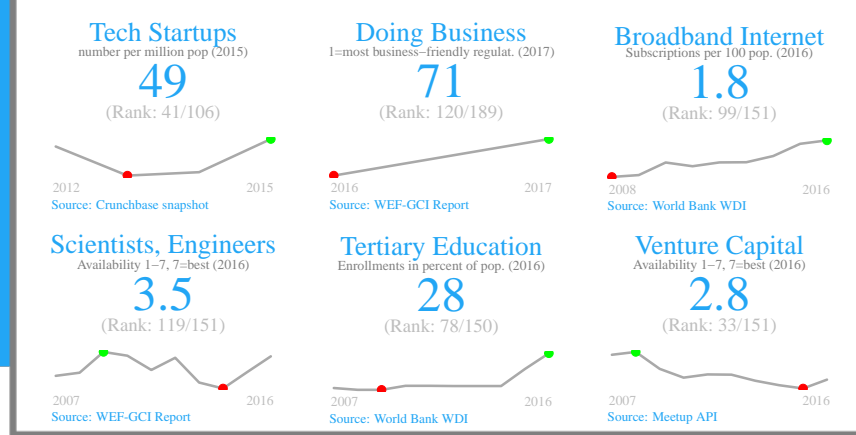 Tech Startups
number per million pop (2015)
49
(Rank: 41/106)
2012 2015
Source: Crunchbase snapshot
Doing Business
1=most business−friendly regulat. (2017)
71
(Rank: 120/189)
2016 2017
Source: WEF-GCI Report
Broadband Internet
Subscriptions per 100 pop. (2016)
1.8
(Rank: 99/151)
2008 2016
Source: World Bank WDI
Scientists, Engineers
Availability 1−7, 7=best (2016)
3.5
(Rank: 119/151)
2007 2016
Source: WEF-GCI Report
Tertiary Education
Enrollments in percent of pop. (2016)
28
(Rank: 78/150)
2007 2016
Source: World Bank WDI
Venture Capital
Availability 1−7, 7=best (2016)
2.8
(Rank: 33/151)
2007 2016
Source: Meetup API